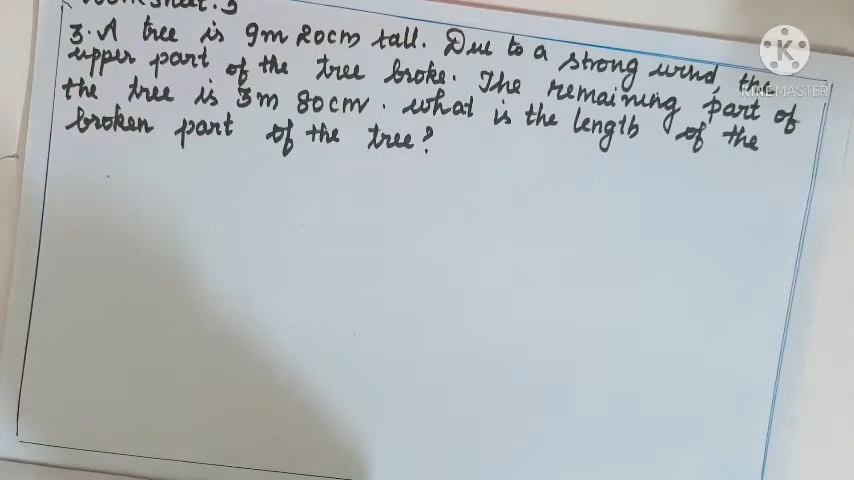 Worksheet.3
3. A tree is 9m 20cm tall. Due to a strong wind, the
upper part of the tree broke. The remaining part of
the tree is 3m 80cm. what is the length of the
broken part of the tree?
KINEMASTER